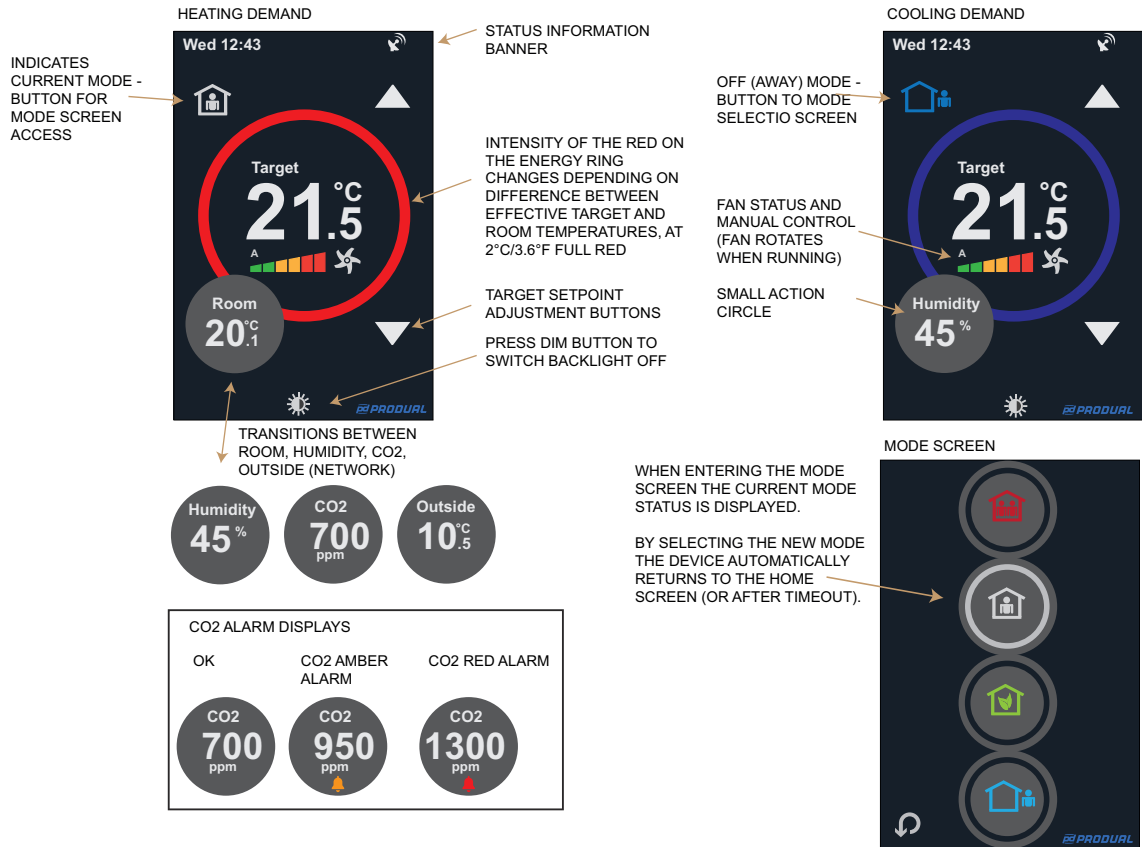 HEATING DEMAND
Wed 12:43
INDICATES
CURRENT MODE -
BUTTON FOR
MODE SCREEN
ACCESS
STATUS INFORMATION
BANNER
Target
21.5 °C
A
Room
20.1 °C
INTENSITY OF THE RED ON
THE ENERGY RING
CHANGES DEPENDING ON
DIFFERENCE BETWEEN
EFFECTIVE TARGET AND
ROOM TEMPERATURES, AT
2°C/3.6°F FULL RED
TARGET SETPOINT
ADJUSTMENT BUTTONS
PRESS DIM BUTTON TO
SWITCH BACKLIGHT OFF
PRODUAL
TRANSITIONS BETWEEN
ROOM, HUMIDITY, CO2,
OUTSIDE (NETWORK)
Humidity
45 %
CO2
700
ppm
Outside
10.5 °C
CO2 ALARM DISPLAYS
OK
CO2 AMBER
ALARM
CO2 RED ALARM
CO2
700
ppm
CO2
950
ppm
CO2
1300
ppm
COOLING DEMAND
Wed 12:43
OFF (AWAY) MODE -
BUTTON TO MODE
SELECTIO SCREEN
Target
21.5 °C
A
FAN STATUS AND
MANUAL CONTROL
(FAN ROTATES
WHEN RUNNING)
SMALL ACTION
CIRCLE
Humidity
45 %
PRODUAL
MODE SCREEN
WHEN ENTERING THE MODE
SCREEN THE CURRENT MODE
STATUS IS DISPLAYED.
BY SELECTING THE NEW MODE
THE DEVICE AUTOMATICALLY
RETURNS TO THE HOME
SCREEN (OR AFTER TIMEOUT).
PRODUAL